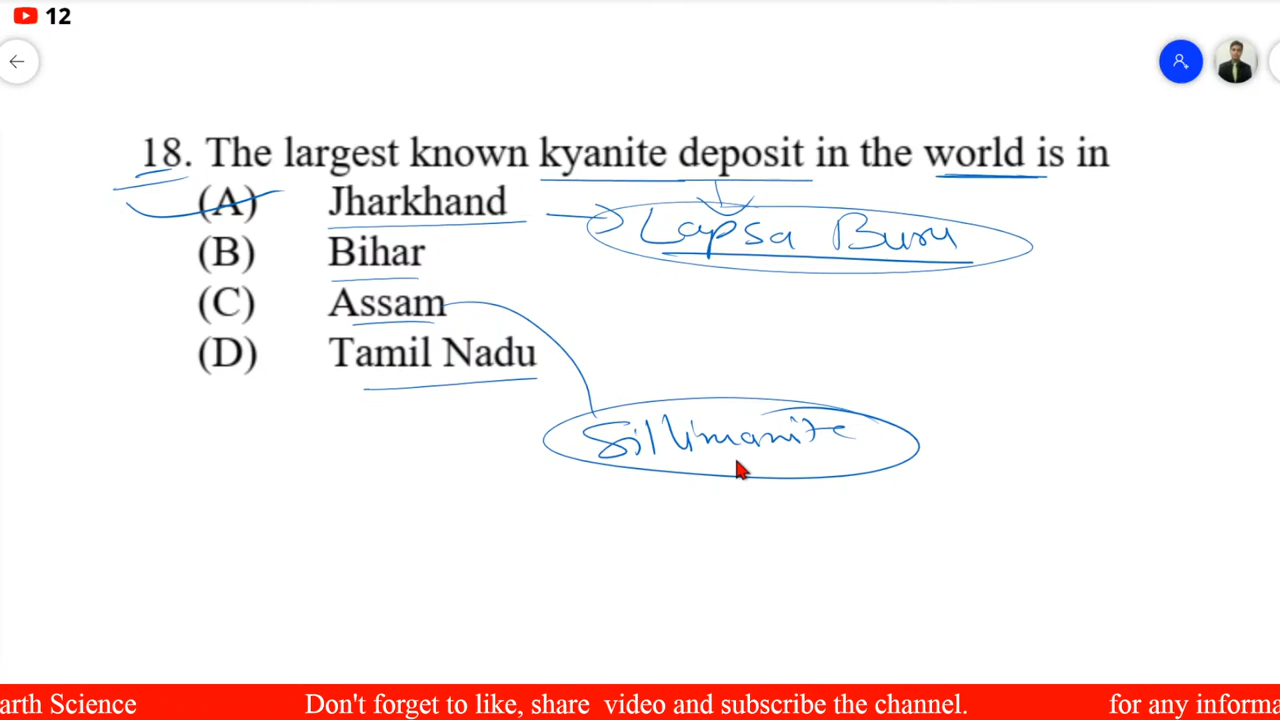 12
18. The largest known kyanite deposit in the world is in
(A) Jharkhand
Lapsa Buru
(B) Bihar
(C) Assam
(D) Tamil Nadu
Sillimanite
arth Science Don't forget to like, share video and subscribe the channel. for any informa